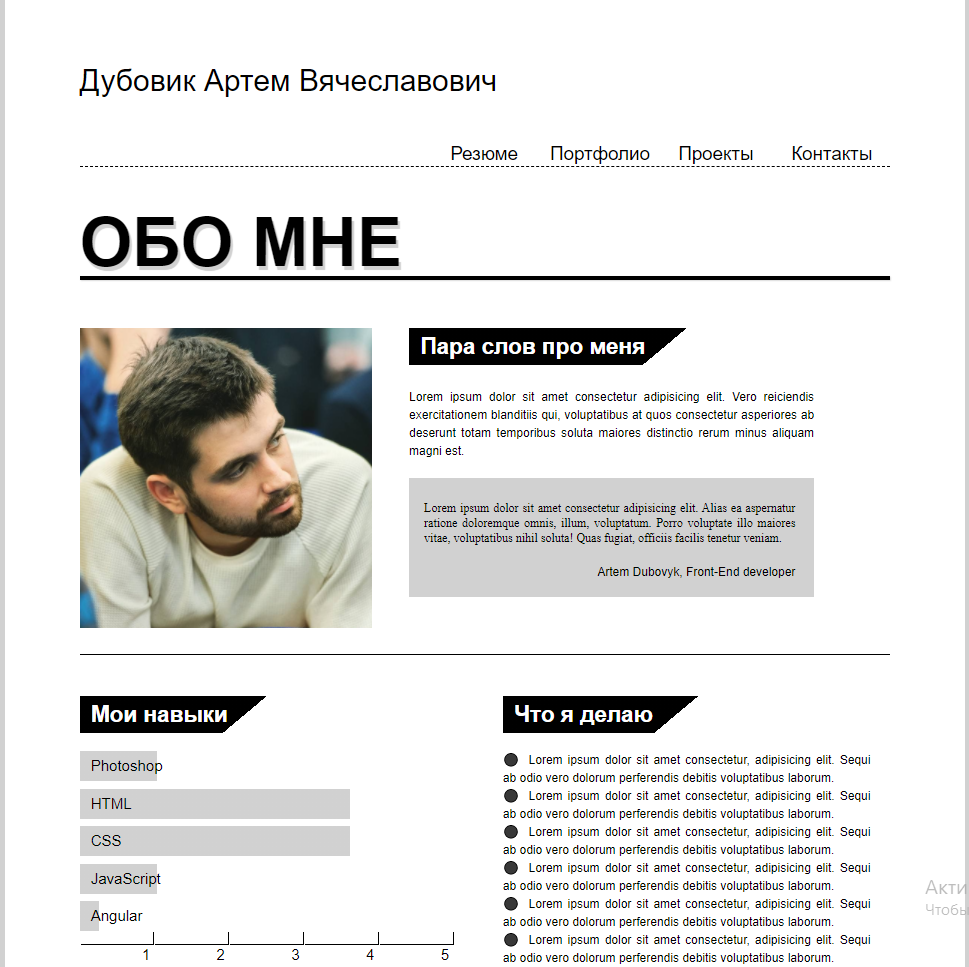 Дубовик Артем Вячеславович
Резюме Портфолио Проекты Контакты
ОБО МНЕ
Пара слов про меня
Lorem ipsum dolor sit amet consectetur adipisicing elit. Vero reiciendis
exercitationem blanditiis qui, voluptatibus at quos consectetur asperiores ab
deserunt totam temporibus soluta maiores distinctio rerum minus aliquam
magni est.
Lorem ipsum dolor sit amet consectetur adipisicing elit. Alias ea aspernatur
ratione doloremque omnis, illum, voluptatum. Porro voluptate illo maiores
vitae, voluptatibus nihil soluta! Quas fugiat, officiis facilis tenetur veniam.
Artem Dubovyk, Front-End developer
Мои навыки
Photoshop
HTML
CSS
JavaScript
Angular
1 2 3 4 5
Что я делаю
Lorem ipsum dolor sit amet consectetur, adipisicing elit. Sequi
ab odio vero dolorum perferendis debitis voluptatibus laborum.
Lorem ipsum dolor sit amet consectetur, adipisicing elit. Sequi
ab odio vero dolorum perferendis debitis voluptatibus laborum.
Lorem ipsum dolor sit amet consectetur, adipisicing elit. Sequi
ab odio vero dolorum perferendis debitis voluptatibus laborum.
Lorem ipsum dolor sit amet consectetur, adipisicing elit. Sequi
ab odio vero dolorum perferendis debitis voluptatibus laborum.
Lorem ipsum dolor sit amet consectetur, adipisicing elit. Sequi
ab odio vero dolorum perferendis debitis voluptatibus laborum.
Lorem ipsum dolor sit amet consectetur, adipisicing elit. Sequi
ab odio vero dolorum perferendis debitis voluptatibus laborum.
Акти
Чтобы